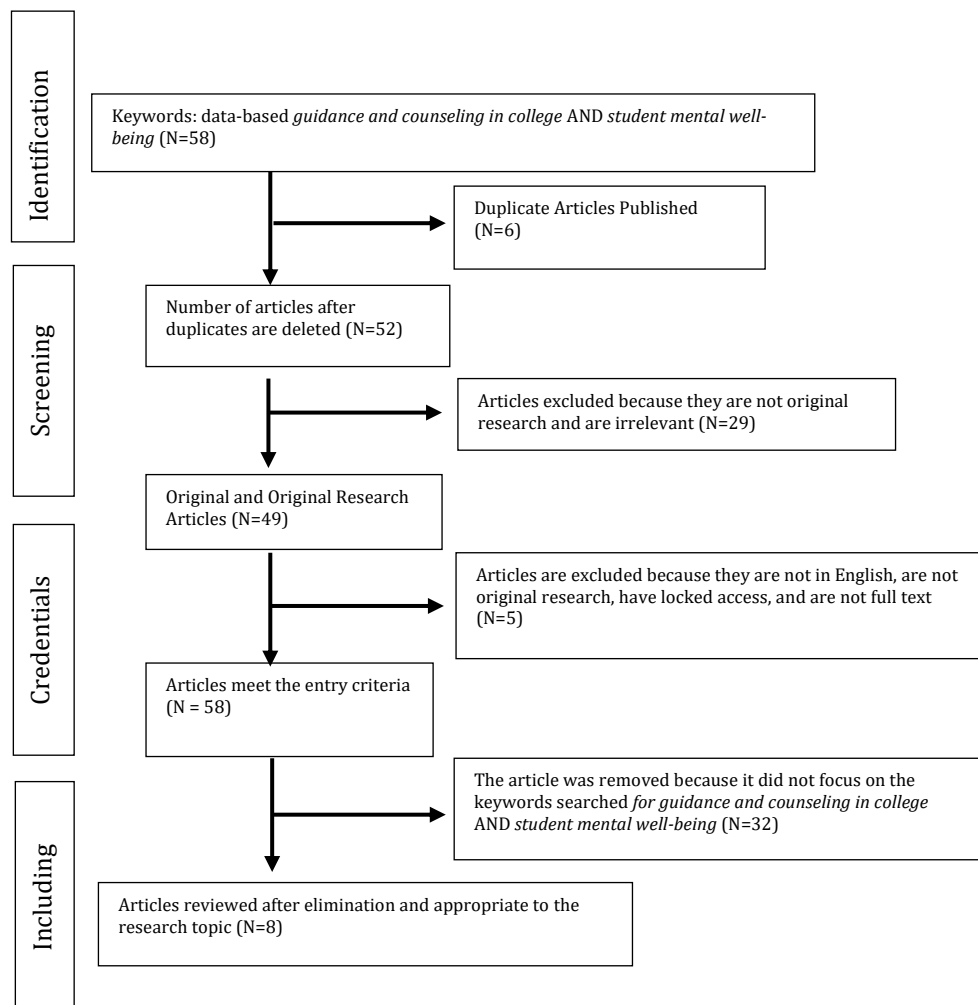 Identification
Keywords: data-based guidance and counseling in college AND student mental well-
being (N=58)
Duplicate Articles Published
(N=6)
Screening
Number of articles after
duplicates are deleted (N=52)
Articles excluded because they are not original
research and are irrelevant (N=29)
Original and Original Research
Articles (N=49)
Credentials
Articles are excluded because they are not in English, are not
original research, have locked access, and are not full text
(N=5)
Articles meet the entry criteria
(N = 58)
Including
The article was removed because it did not focus on the
keywords searched for guidance and counseling in college
AND student mental well-being (N=32)
Articles reviewed after elimination and appropriate to the
research topic (N=8)